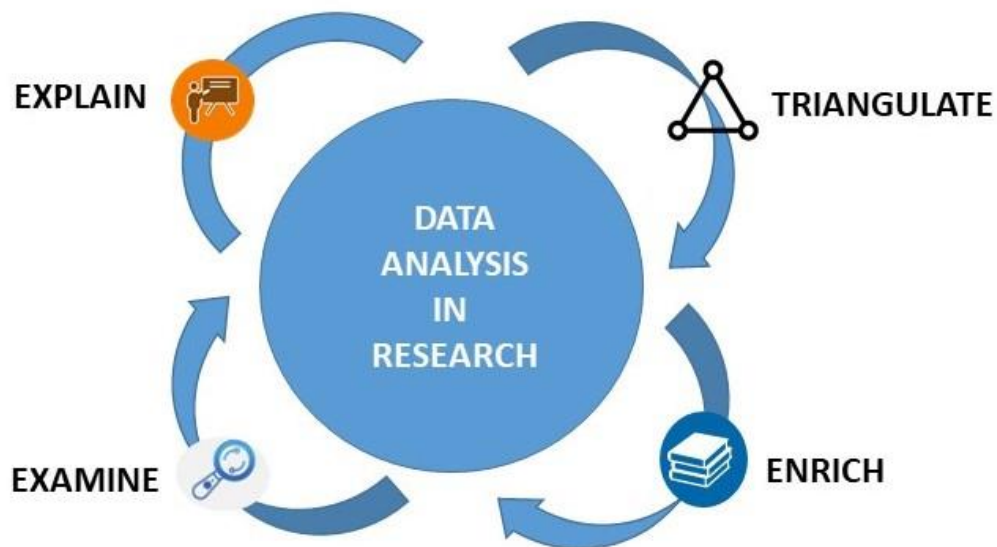 EXPLAIN
TRIANGULATE
DATA
ANALYSIS
IN
RESEARCH
EXAMINE
ENRICH